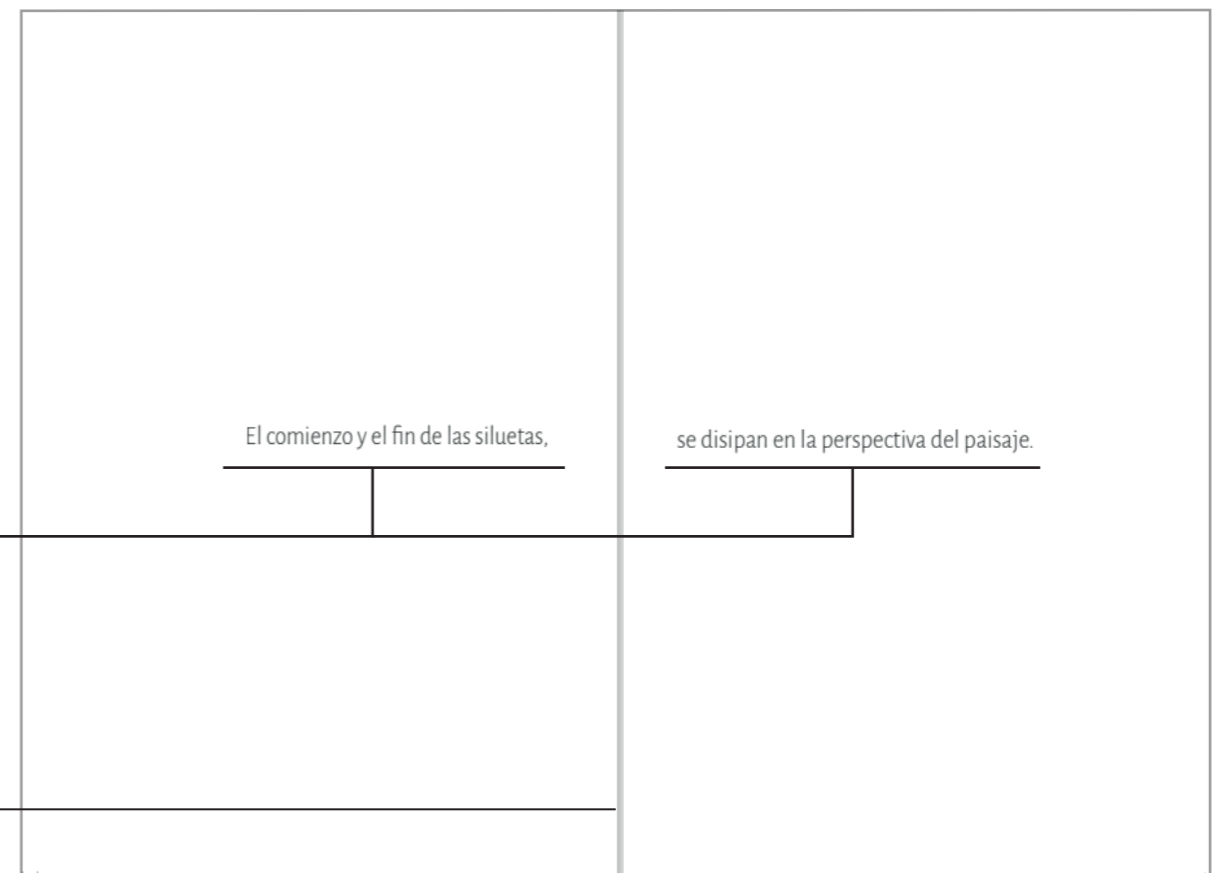 El comienzo y el fin de las siluetas,
se disipan en la perspectiva del paisaje.